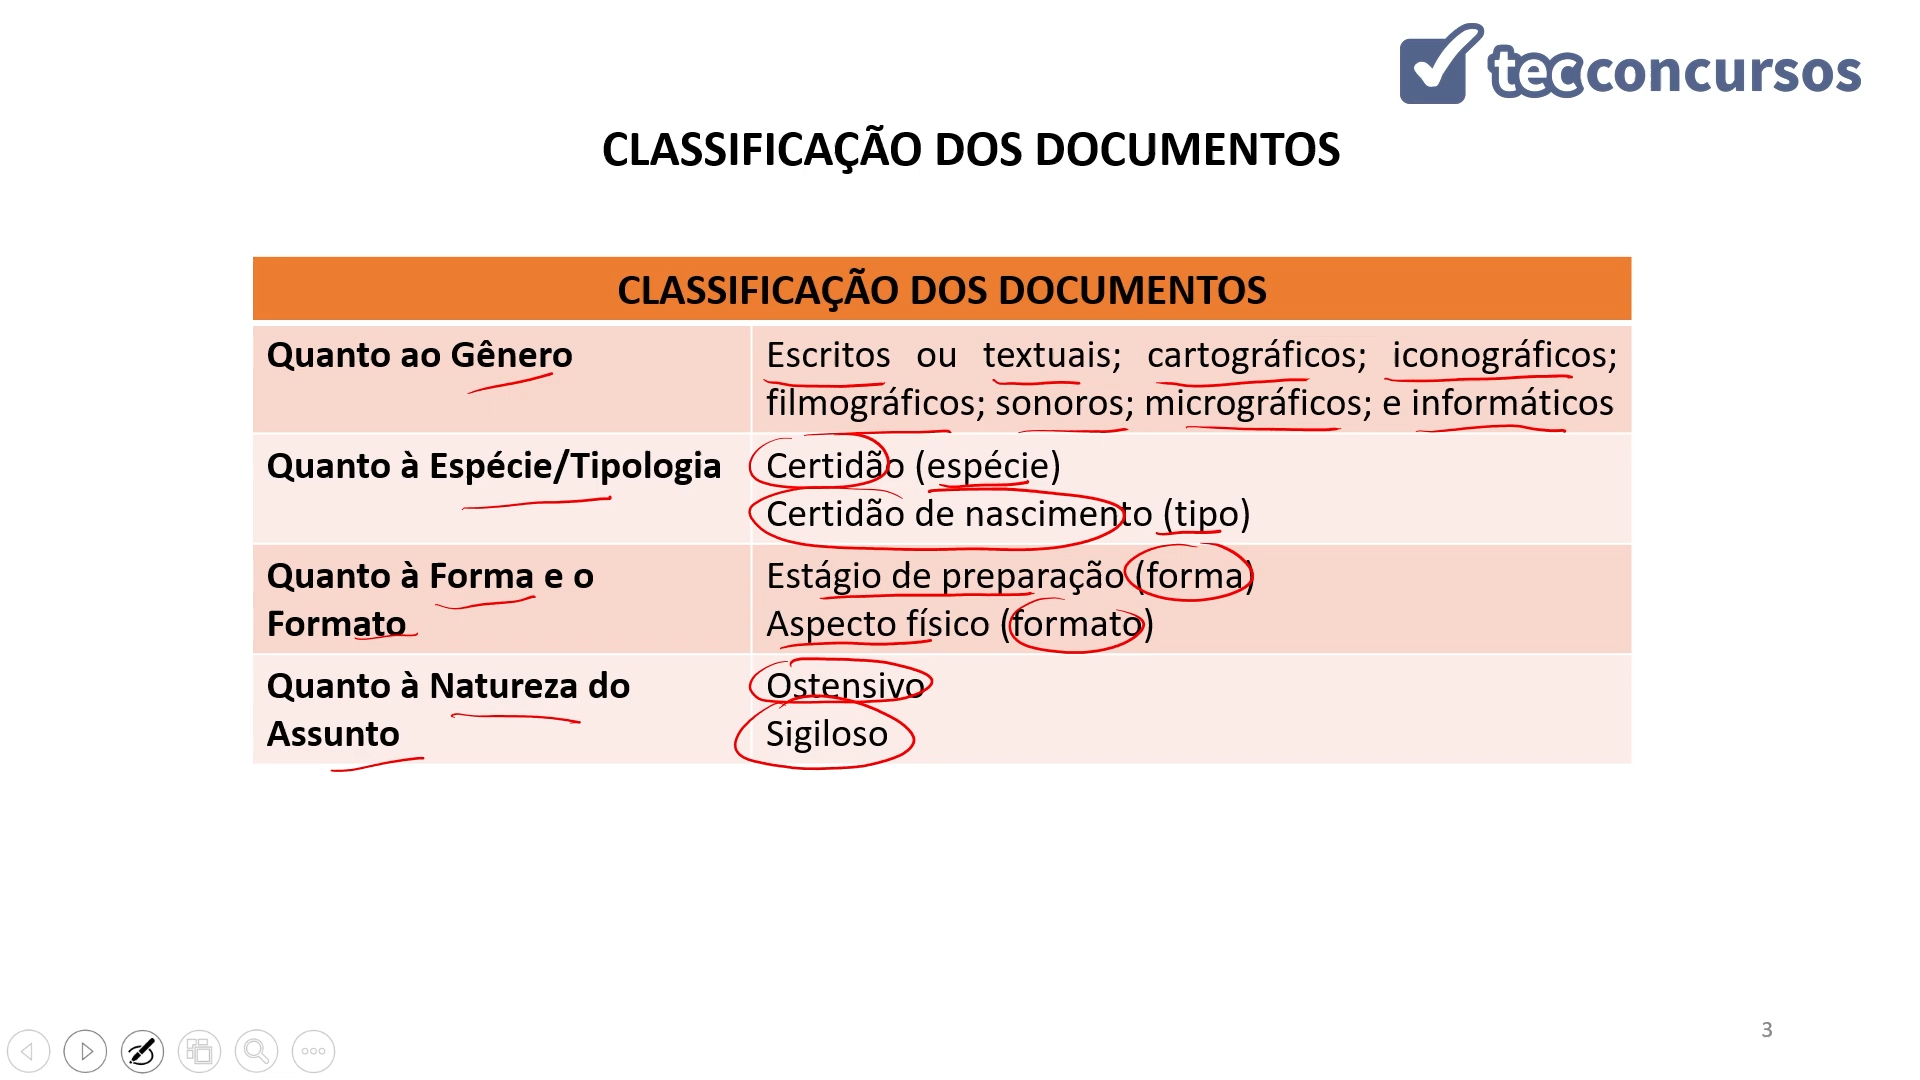 tecconcursos
CLASSIFICAÇÃO DOS DOCUMENTOS
CLASSIFICAÇÃO DOS DOCUMENTOS
Quanto ao Gênero
Escritos ou textuais; cartográficos; iconográficos;
filmográficos; sonoros; micrográficos; e informáticos
Quanto à Espécie/Tipologia
Certidão (espécie)
Certidão de nascimento (tipo)
Quanto à Forma e o
Formato
Estágio de preparação (forma)
Aspecto físico (formato)
Quanto à Natureza do
Assunto
Ostensivo
Sigiloso
3